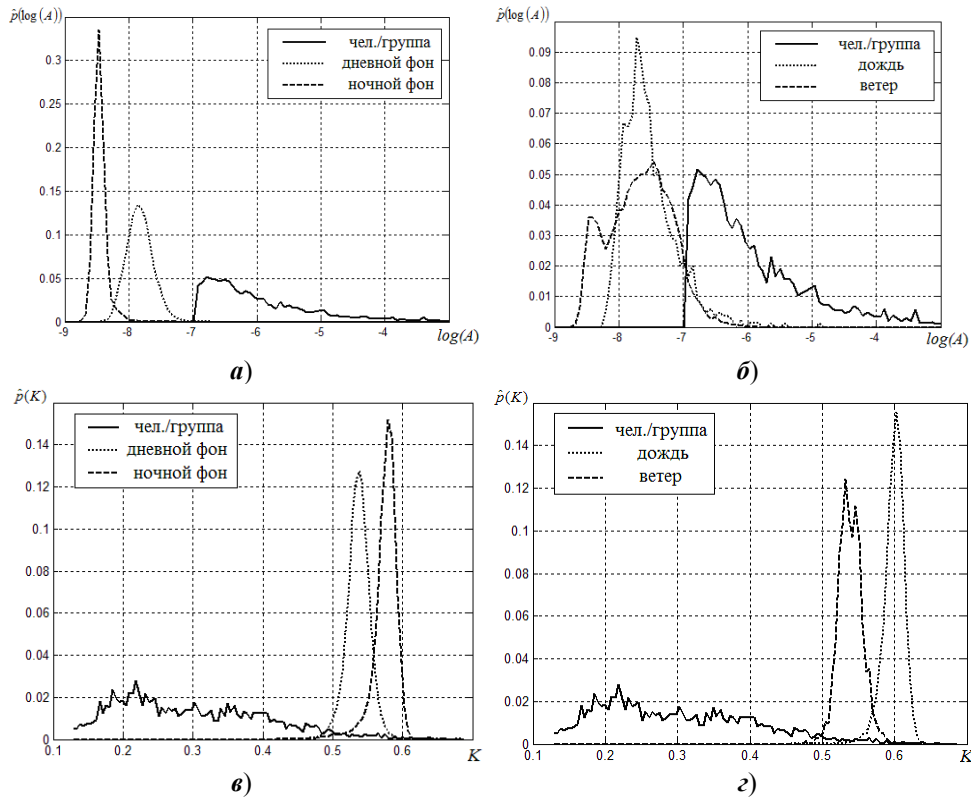 p̂(log(A))
чел./группа
дневной фон
ночной фон
0.3
0.25
0.2
0.15
0.1
0.05
0
-9 -8 -7 -6 -5 -4
log(A)
а)
p̂(log(A))
чел./группа
дождь
ветер
0.09
0.08
0.07
0.06
0.05
0.04
0.03
0.02
0.01
0
-9 -8 -7 -6 -5 -4
log(A)
б)
p̂(K)
чел./группа
дневной фон
ночной фон
0.14
0.12
0.1
0.08
0.06
0.04
0.02
0
0.1 0.2 0.3 0.4 0.5 0.6
K
в)
p̂(K)
чел./группа
дождь
ветер
0.14
0.12
0.1
0.08
0.06
0.04
0.02
0
0.1 0.2 0.3 0.4 0.5 0.6
K
г)